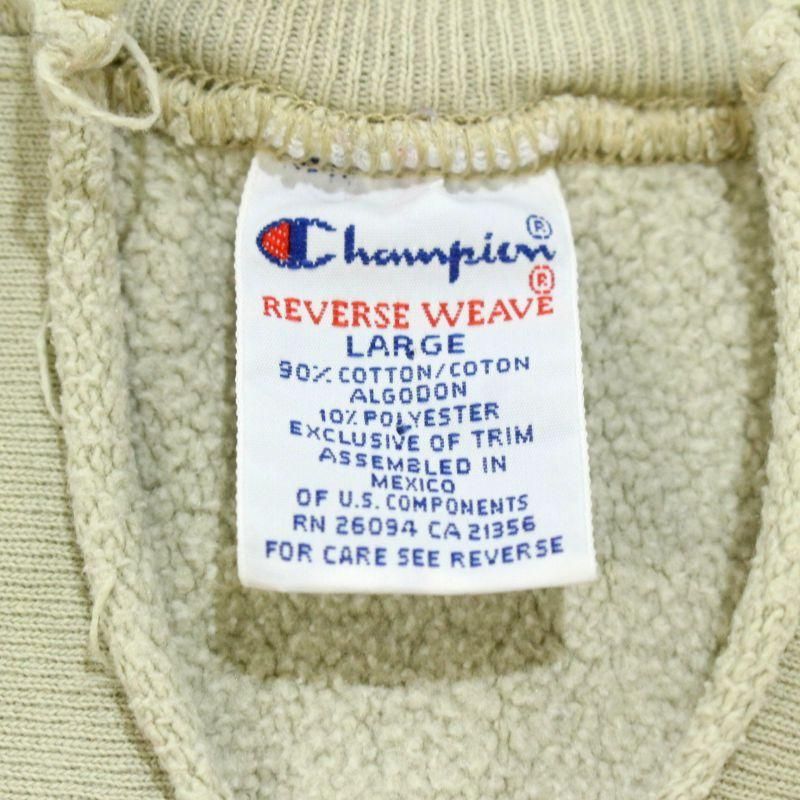 Champion®
REVERSE WEAVE®
LARGE
90% COTTON/COTON
ALGODON
10% POLYESTER
EXCLUSIVE OF TRIM
ASSEMBLED IN
MEXICO
OF U.S. COMPONENTS
RN 26094 CA 21356
FOR CARE SEE REVERSE